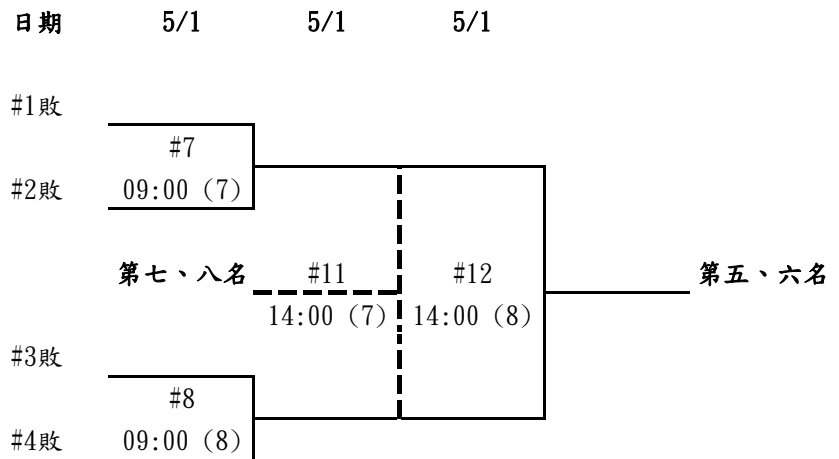 日期 5/1 5/1 5/1
#1敗
#7
#2敗 09:00 (7)
第七、八名 #11 #12 第五、六名
14:00 (7) 14:00 (8)
#3敗
#8
#4敗 09:00 (8)